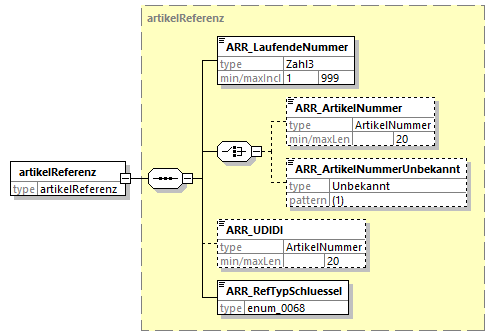 artikelReferenz
ARR_LaufendeNummer
type Zahl3
min/maxIncl 1 999
ARR_ArtikelNummer
type ArtikelNummer
min/maxLen 20
artikelReferenz
type artikelReferenz
ARR_ArtikelNummerUnbekannt
type Unbekannt
pattern (1)
ARR_UDIDI
type ArtikelNummer
min/maxLen 20
ARR_RefTypSchluessel
type enum_0068